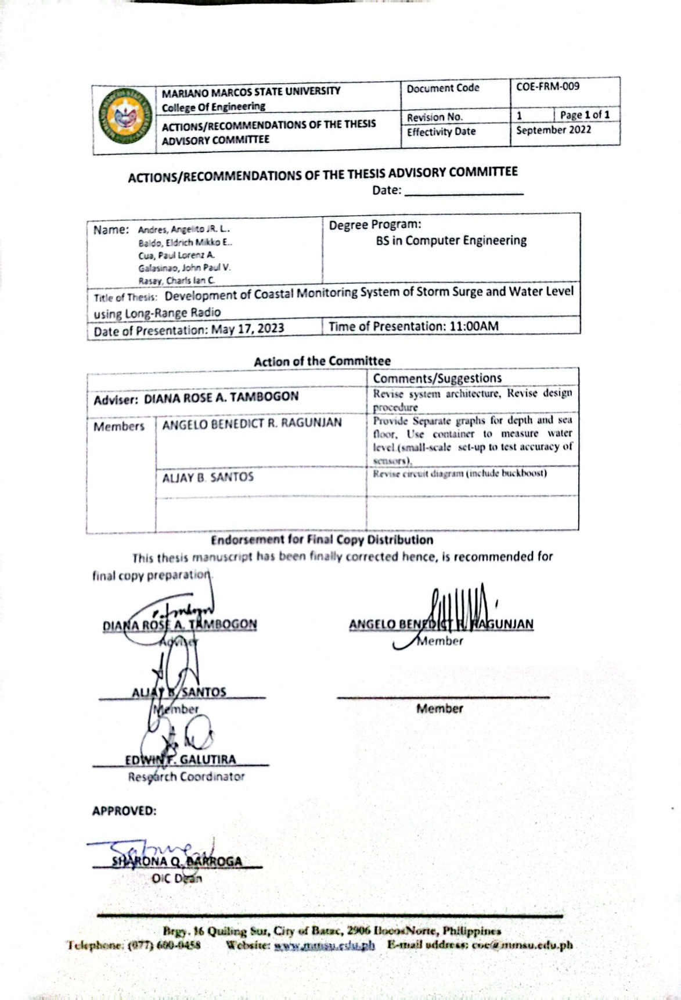 MARIANO MARCOS STATE UNIVERSITY
College Of Engineering
ACTIONS/RECOMMENDATIONS OF THE THESIS
ADVISORY COMMITTEE
Document Code
COE-FRM-009
Revision No.
1
Page 1 of 1
Effectivity Date
September 2022
ACTIONS/RECOMMENDATIONS OF THE THESIS ADVISORY COMMITTEE
Date:
Name: Andres, Angelito JR. L.
Baldo, Eldrich Mikko E..
Cua, Paul Lorenz A.
Galasinao, John Paul V.
Rasay, Charls Ian C.
Degree Program:
BS in Computer Engineering
Title of Thesis: Development of Coastal Monitoring System of Storm Surge and Water Level
using Long-Range Radio
Date of Presentation: May 17, 2023
Time of Presentation: 11:00AM
Action of the Committee
Comments/Suggestions
Adviser: DIANA ROSE A. TAMBOGON
Revise system architecture, Revise design
procedure
Members
ANGELO BENEDICT R. RAGUNJAN
Provide Separate graphs for depth and sea
floor, Use container to measure water
level.(small-scale set-up to test accuracy of
sensors),
ALJAY B. SANTOS
Revise circuit diagram (include buckboost)
Endorsement for Final Copy Distribution
This thesis manuscript has been finally corrected hence, is recommended for
final copy preparation.
DIANA ROSE A. TAMBOGON
Adviser
ANGELO BENEDICT R. RAGUNJAN
Member
ALJAY B. SANTOS
Member
Member
EDWIN F. GALUTIRA
Research Coordinator
APPROVED:
SHARONA Q. BARROGA
OIC Dean
Brgy. 16 Quiling Sur, City of Batac, 2906 IlocosNorte, Philippines
Telephone: (077) 600-0458 Website: www.mmsu.edu.ph E-mail address: coe@mmsu.edu.ph